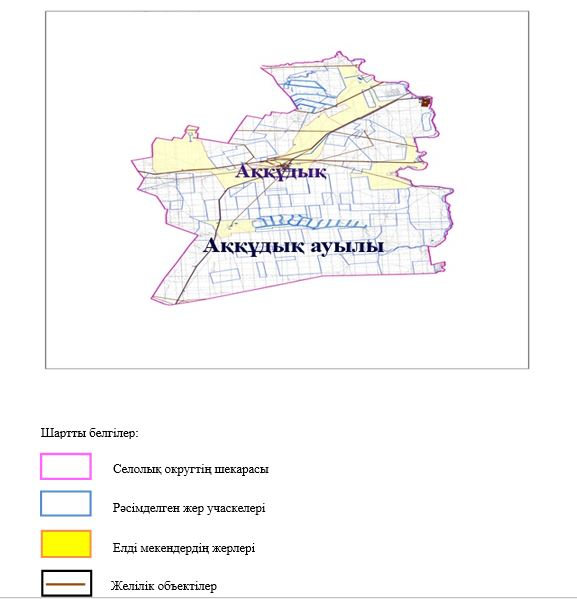 Аққұдық
Аққұдық ауылы
Шартты белгілер:
Селолық округтің шекарасы
Рәсімделген жер учаскелері
Елді мекендердің жерлері
Желілік объектілер